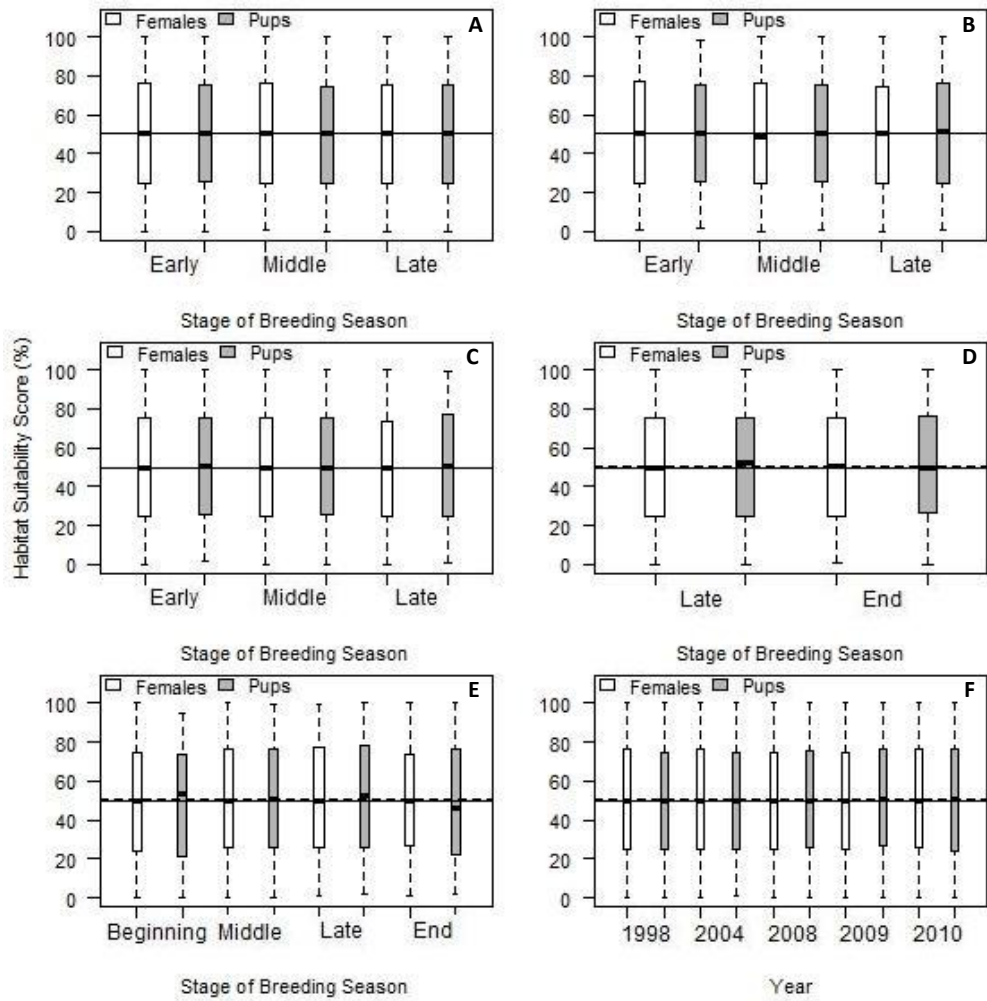 Females Pups A
100
80
60
40
20
0
Early Middle Late
Stage of Breeding Season
Females Pups B
100
80
60
40
20
0
Early Middle Late
Stage of Breeding Season
Habitat Suitability Score (%)
Females Pups C
100
80
60
40
20
0
Early Middle Late
Stage of Breeding Season
Females Pups D
100
80
60
40
20
0
Late End
Stage of Breeding Season
Females Pups E
100
80
60
40
20
0
Beginning Middle Late End
Stage of Breeding Season
Females Pups F
100
80
60
40
20
0
1998 2004 2008 2009 2010
Year